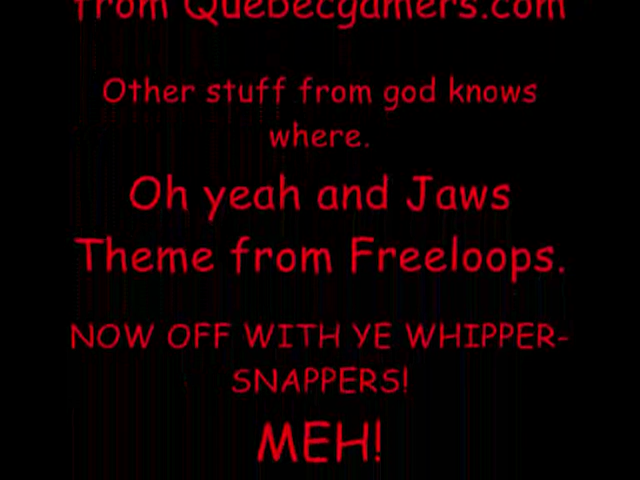 from Quebecgamers.com
Other stuff from god knows
where.
Oh yeah and Jaws
Theme from Freeloops.
NOW OFF WITH YE WHIPPER-
SNAPPERS!
MEH!